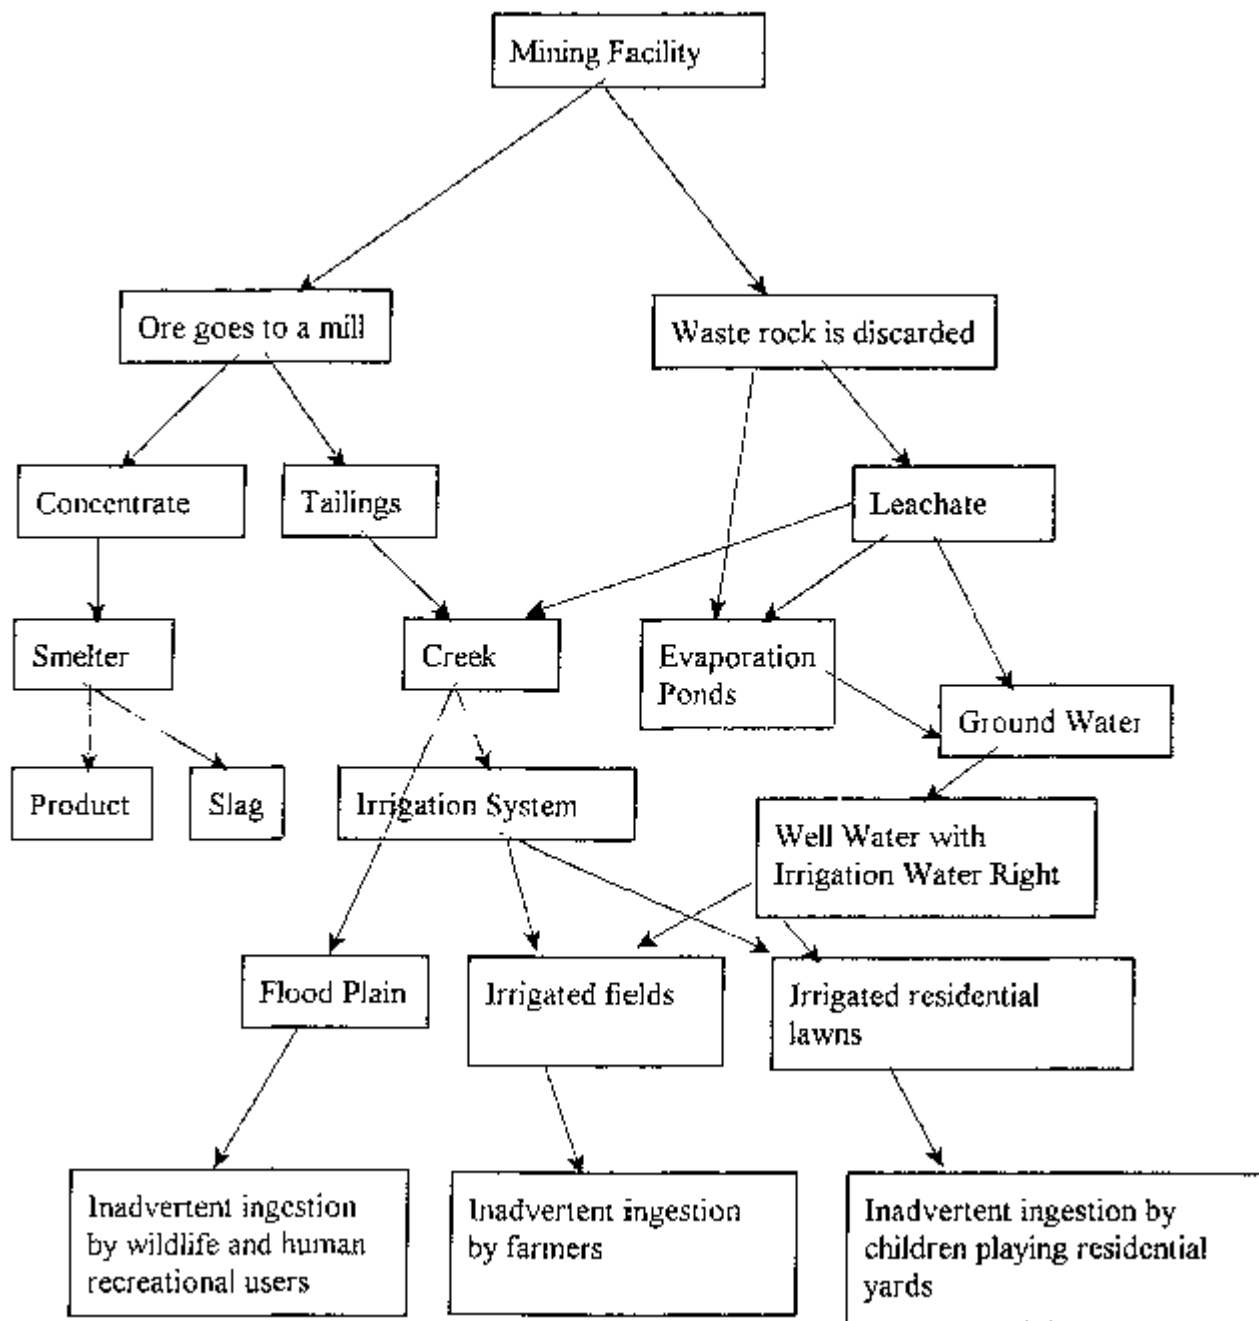 Mining Facility
Ore goes to a mill
Waste rock is discarded
Concentrate
Tailings
Leachate
Smelter
Creek
Evaporation
Ponds
Ground Water
Product
Slag
Irrigation System
Well Water with
Irrigation Water Right
Flood Plain
Irrigated fields
Irrigated residential
lawns
Inadvertent ingestion
by wildlife and human
recreational users
Inadvertent ingestion
by farmers
Inadvertent ingestion by
children playing residential
yards